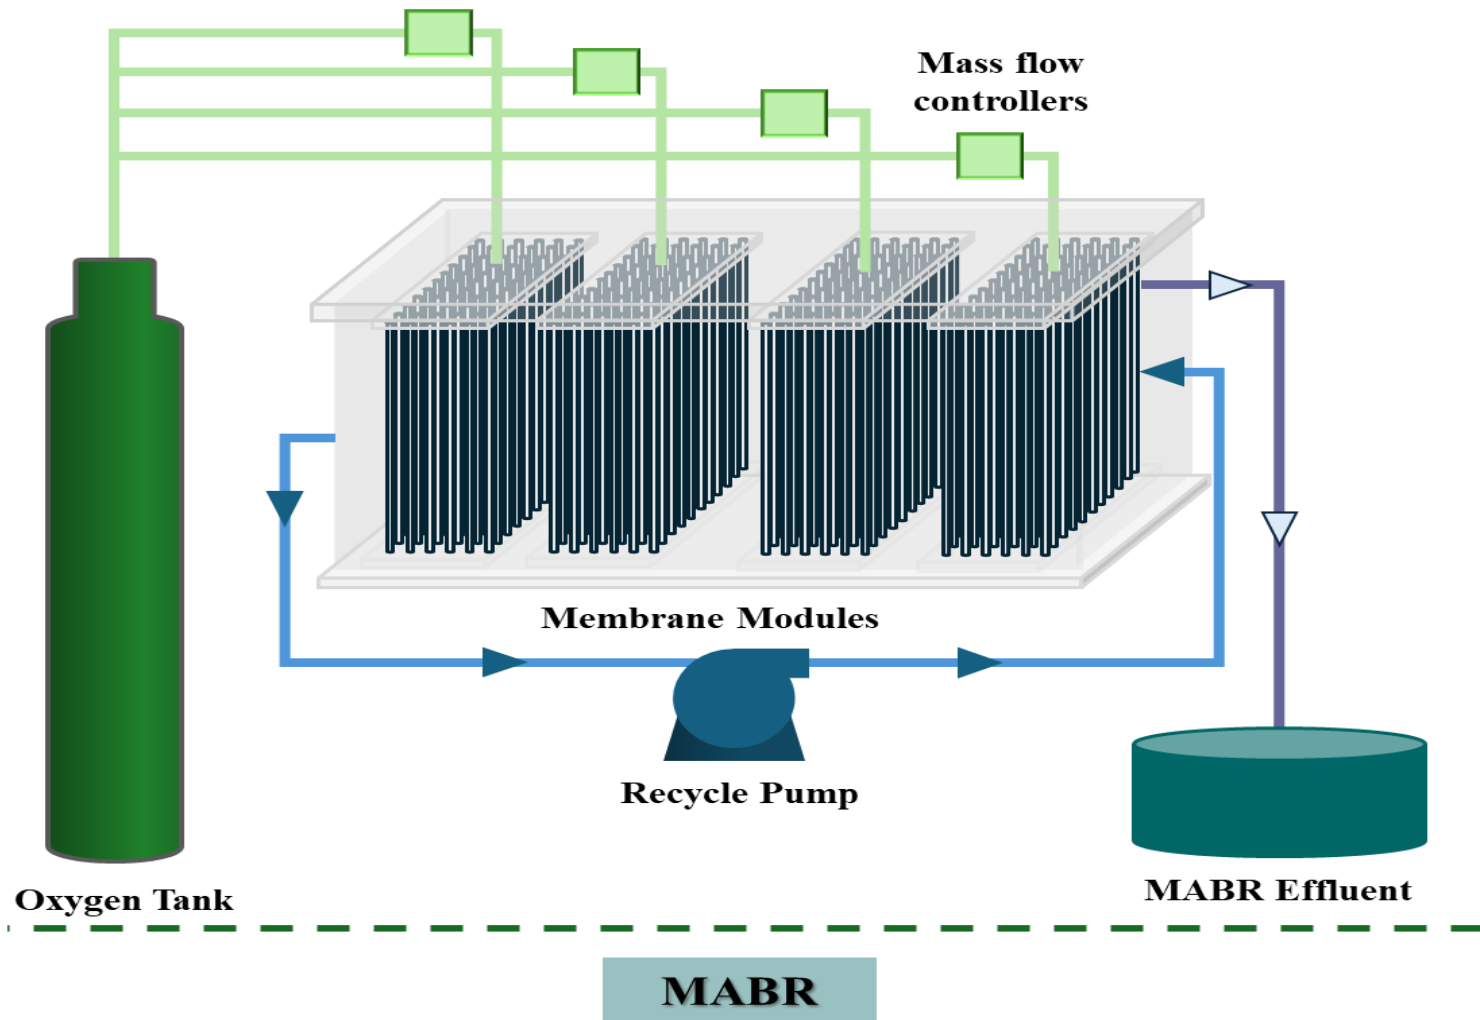 Mass flow
controllers
Membrane Modules
Recycle Pump
Oxygen Tank
MABR Effluent
MABR